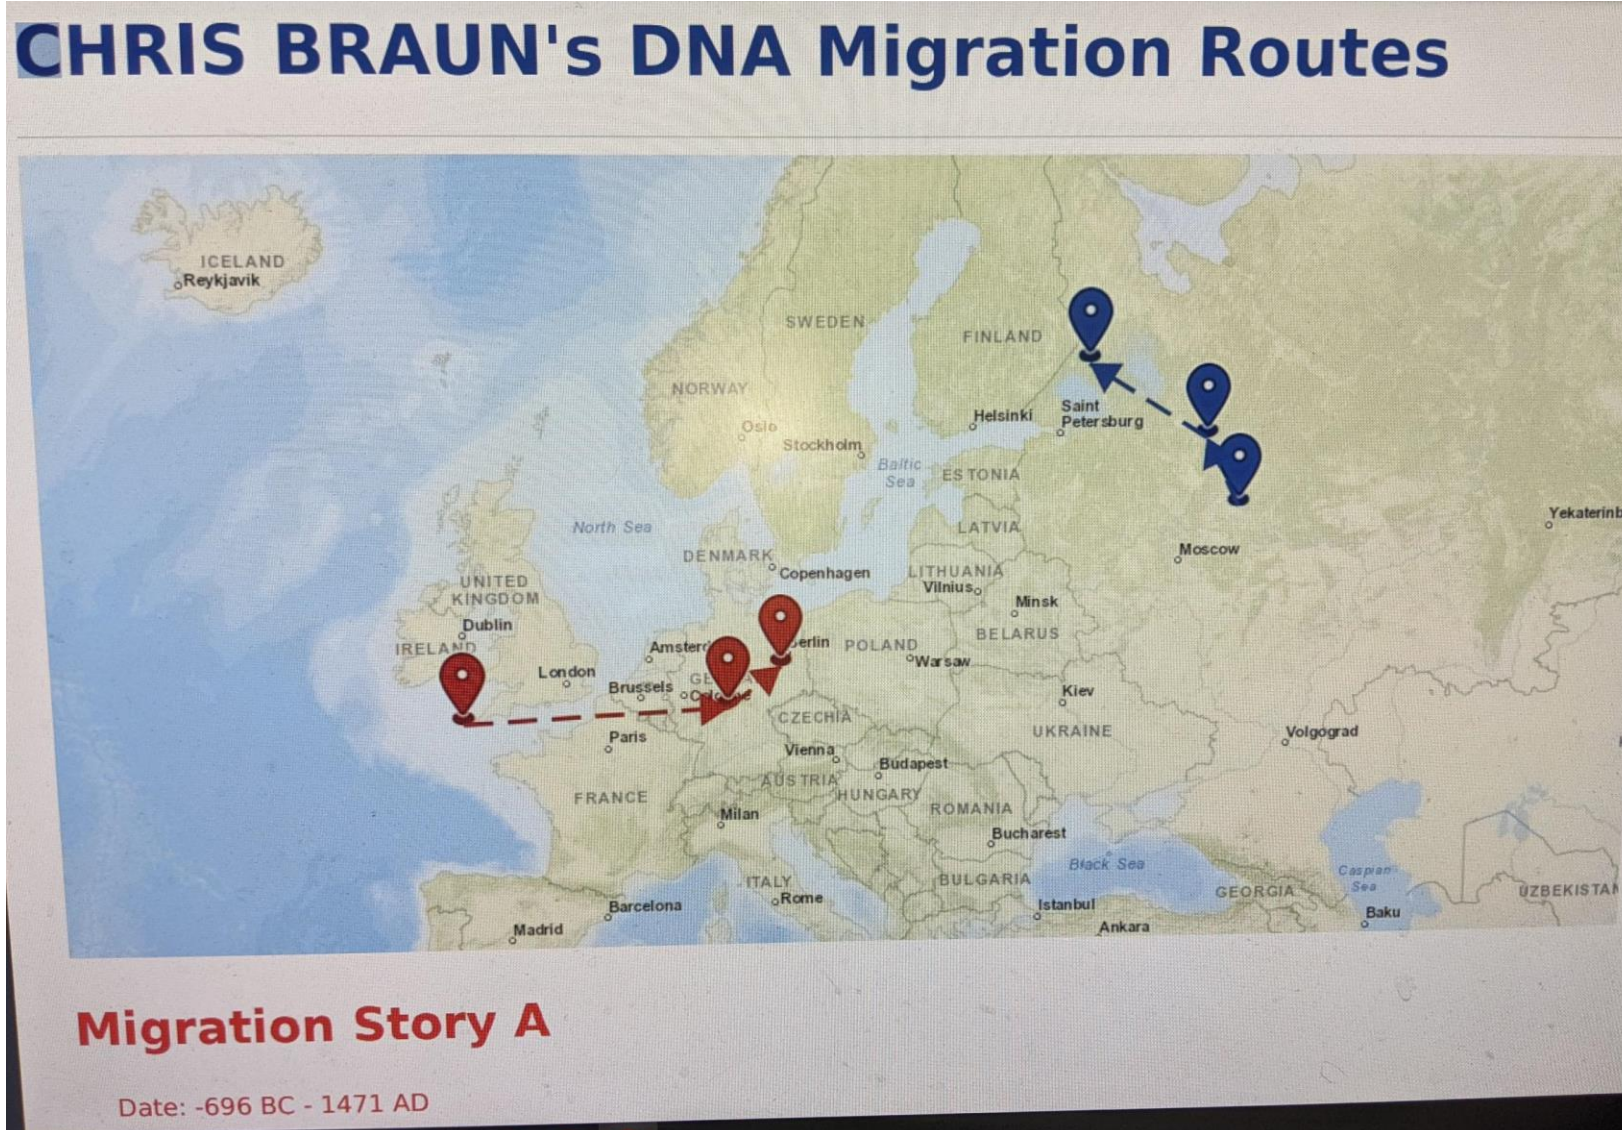 CHRIS BRAUN's DNA Migration Routes
ICELAND
Reykjavik
SWEDEN
FINLAND
NORWAY
Oslo
Stockholm
Helsinki
Saint
Petersburg
Baltic
Sea
ESTONIA
North Sea
LATVIA
Yekaterinb
DENMARK
Copenhagen
Moscow
LITHUANIA
Vilnius
UNITED
KINGDOM
Minsk
Dublin
BELARUS
IRELAND
Amsterd
erlin
POLAND
Warsaw
London
Brussels
GE
Kiev
CZECHIA
UKRAINE
Volgograd
Paris
Vienna
Budapest
AUSTRIA
HUNGARY
FRANCE
ROMANIA
Milan
Bucharest
Black Sea
Caspian
Sea
ITALY
BULGARIA
GEORGIA
UZBEKISTAN
Rome
Barcelona
Istanbul
Baku
Madrid
Ankara
Migration Story A
Date: -696 BC - 1471 AD